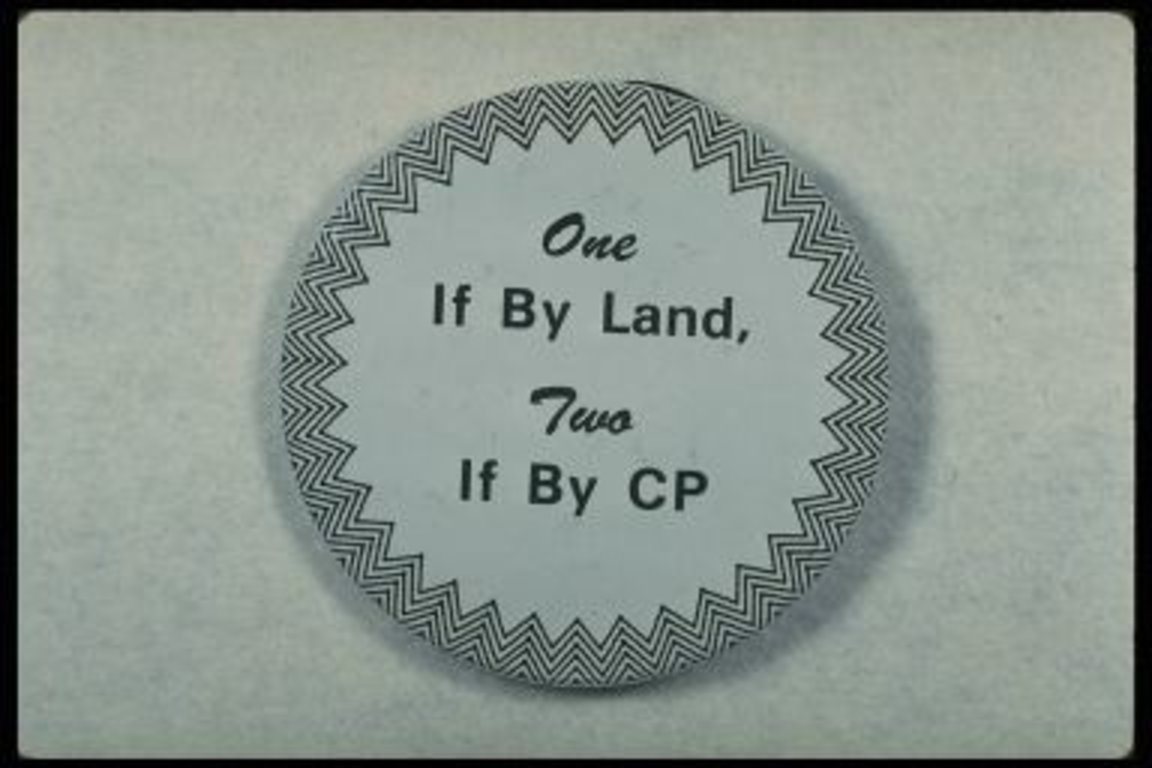 One
If By Land,
Two
If By CP